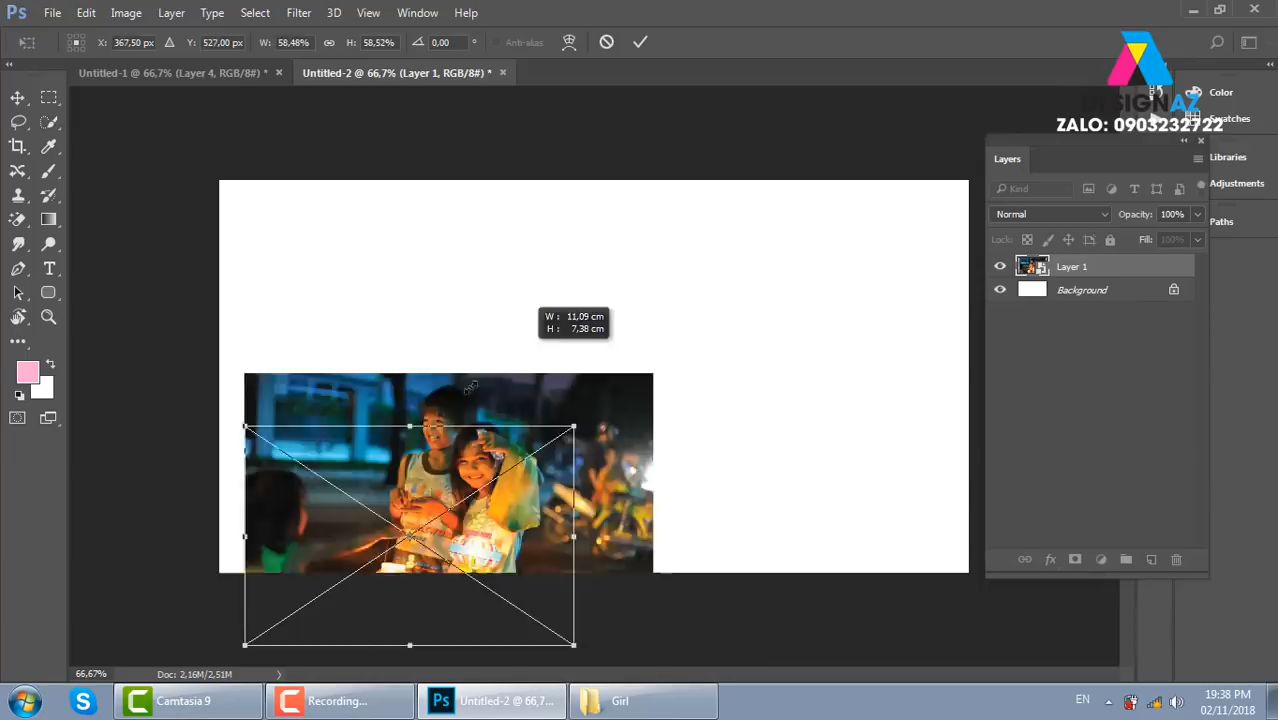 Ps File Edit Image Layer Type Select Filter 3D View Window Help
X: 367,50 px Y: 527,00 px W: 58,48% H: 58,52% 0,00 ° Anti-alias
Untitled-1 @ 66,7% (Layer 4, RGB/8#) * × Untitled-2 @ 66,7% (Layer 1, RGB/8#) * ×
DESIGN AZ
ZALO: 0903232722
Color
Swatches
Libraries
Adjustments
Paths
Layers
Kind
Normal Opacity: 100%
Lock: Fill: 100%
Layer 1
Background
W : 11,09 cm
H : 7,38 cm
66,67% Doc: 2,16M/2,51M
Camtasia 9 Recording... Ps Untitled-2 @ 66,7... Girl EN 19:38 PM
02/11/2018